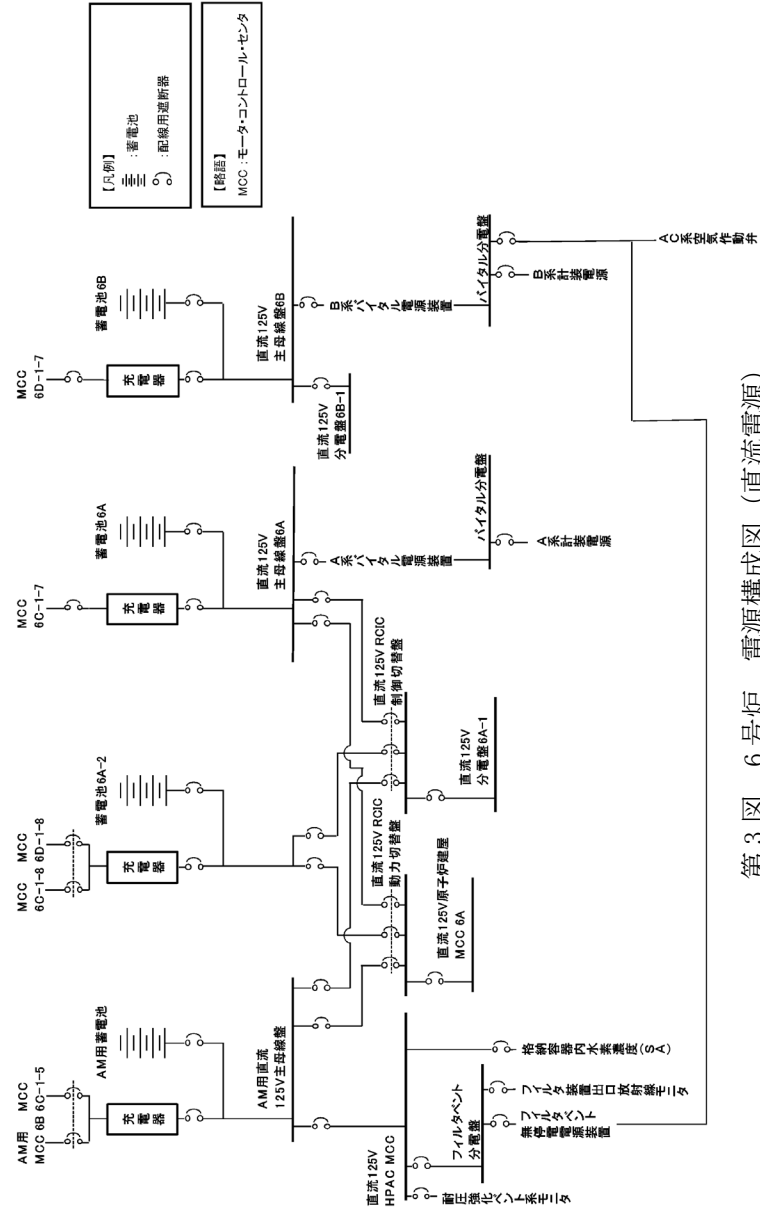 AM用
MCC 6B
MCC
6C-1-5
充電器
AM用蓄電池
AM用直流
125V主母線盤
直流125V
HPAC MCC
耐圧強化ベント系モニタ
フィルタベント
分電盤
フィルタベント
無停電電源装置
フィルタ装置出口放射線モニタ
格納容器内水素濃度(SA)
MCC
6C-1-8
MCC
6D-1-8
充電器
蓄電池6A-2
直流125V RCIC
動力切替盤
直流125V原子炉建屋
MCC 6A
直流125V RCIC
制御切替盤
直流125V
分電盤6A-1
MCC
6C-1-7
充電器
蓄電池6A
直流125V
主母線盤6A
A系バイタル電源装置
バイタル分電盤
A系計装電源
MCC
6D-1-7
充電器
蓄電池6B
直流125V
主母線盤6B
直流125V
分電盤6B-1
B系バイタル電源装置
バイタル分電盤
B系計装電源
AC系空気作動弁
【凡例】
:蓄電池
:配線用遮断器
【略語】
MCC:モータ・コントロール・センタ
第3図 6号炉 電源構成図(直流電源)